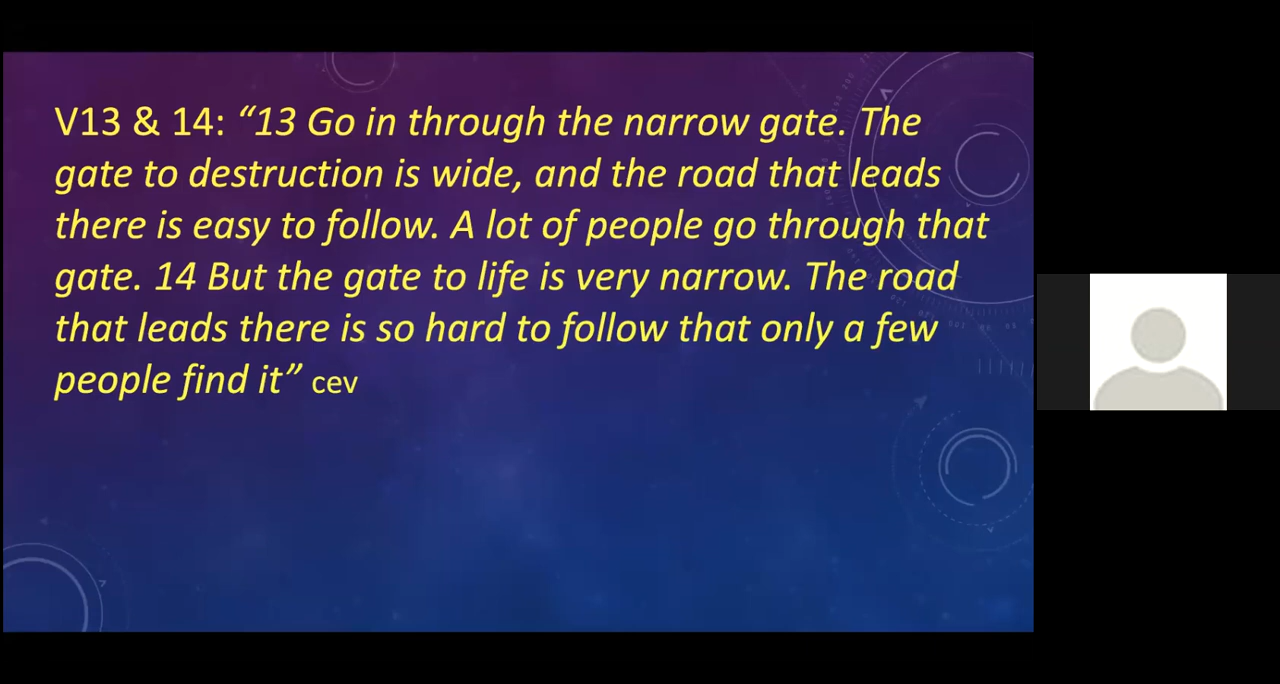 V13 & 14: “13 Go in through the narrow gate. The
gate to destruction is wide, and the road that leads
there is easy to follow. A lot of people go through that
gate. 14 But the gate to life is very narrow. The road
that leads there is so hard to follow that only a few
people find it” cev